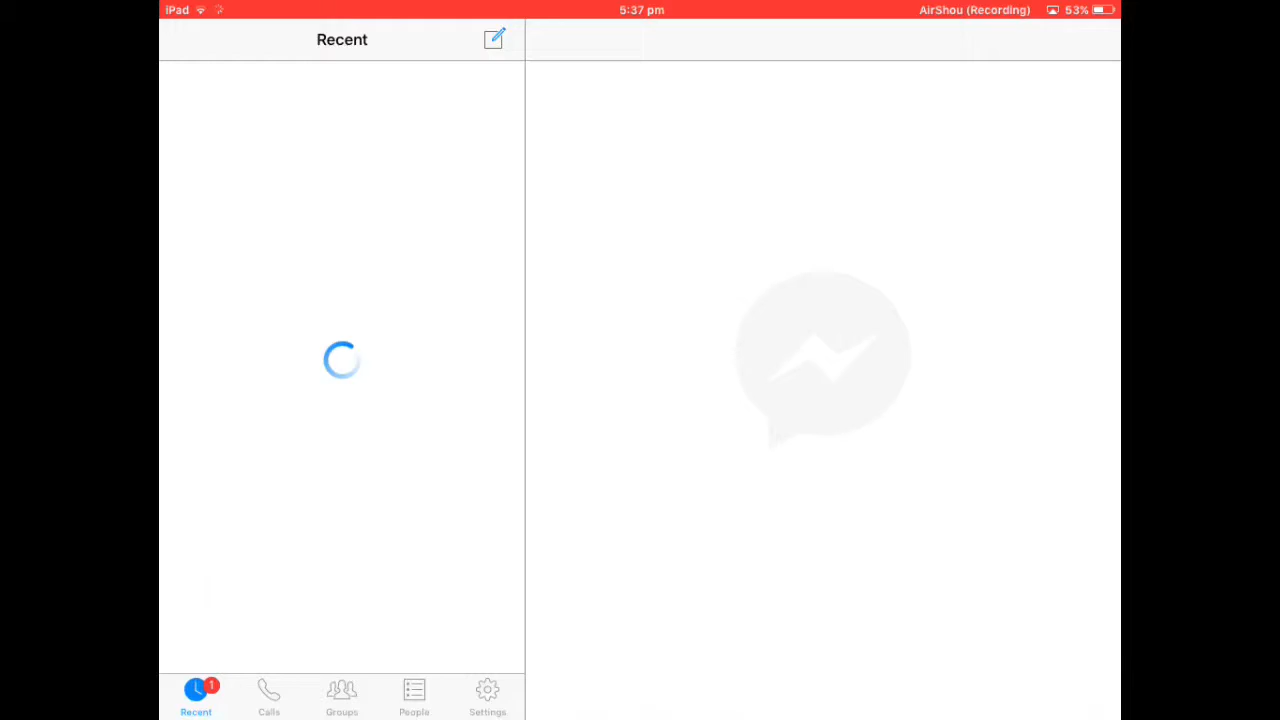 iPad 5:37 pm AirShou (Recording) 53%
Recent
1
Recent Calls Groups People Settings